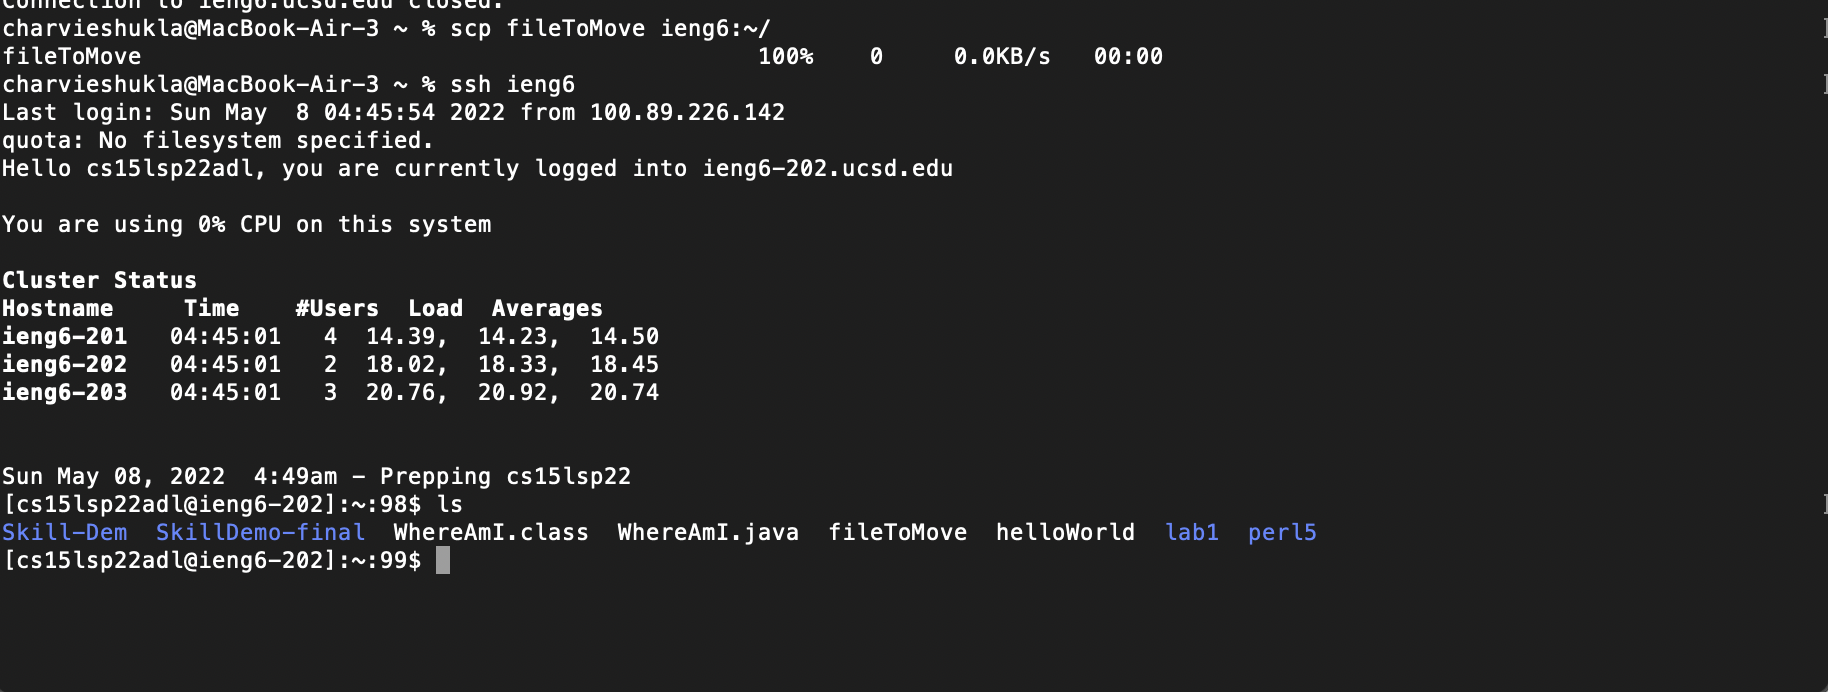 Connection to ieng6.ucsd.edu closed.
charvieshukla@MacBook-Air-3 ~ % scp fileToMove ieng6:~/
fileToMove 100% 0 0.0KB/s 00:00
charvieshukla@MacBook-Air-3 ~ % ssh ieng6
Last login: Sun May  8 04:45:54 2022 from 100.89.226.142
quota: No filesystem specified.
Hello cs15lsp22adl, you are currently logged into ieng6-202.ucsd.edu
You are using 0% CPU on this system
Cluster Status
Hostname Time #Users Load Averages
ieng6-201 04:45:01 4 14.39, 14.23, 14.50
ieng6-202 04:45:01 2 18.02, 18.33, 18.45
ieng6-203 04:45:01 3 20.76, 20.92, 20.74
Sun May 08, 2022  4:49am - Prepping cs15lsp22
[cs15lsp22adl@ieng6-202]:~:98$ ls
Skill-Dem SkillDemo-final WhereAmI.class WhereAmI.java fileToMove helloWorld lab1 perl5
[cs15lsp22adl@ieng6-202]:~:99$